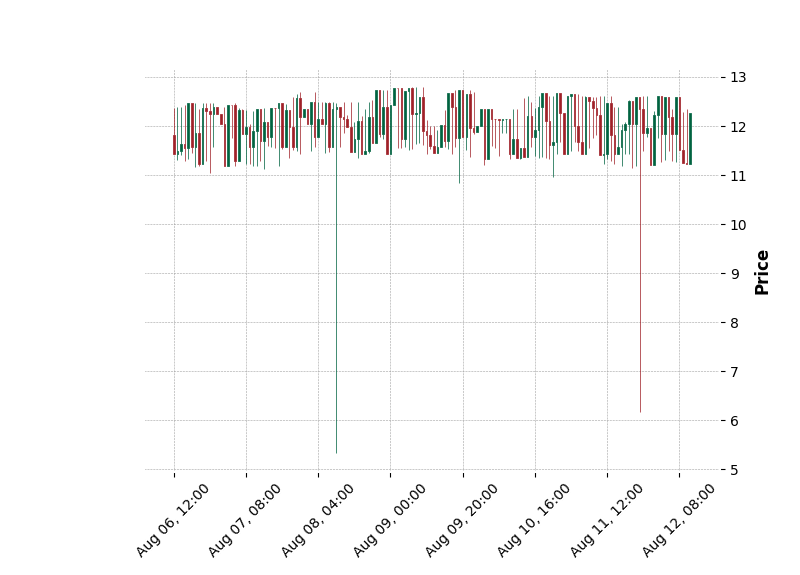 13
12
11
10
9
8
7
6
5
Price
Aug 06, 12:00
Aug 07, 08:00
Aug 08, 04:00
Aug 09, 00:00
Aug 09, 20:00
Aug 10, 16:00
Aug 11, 12:00
Aug 12, 08:00